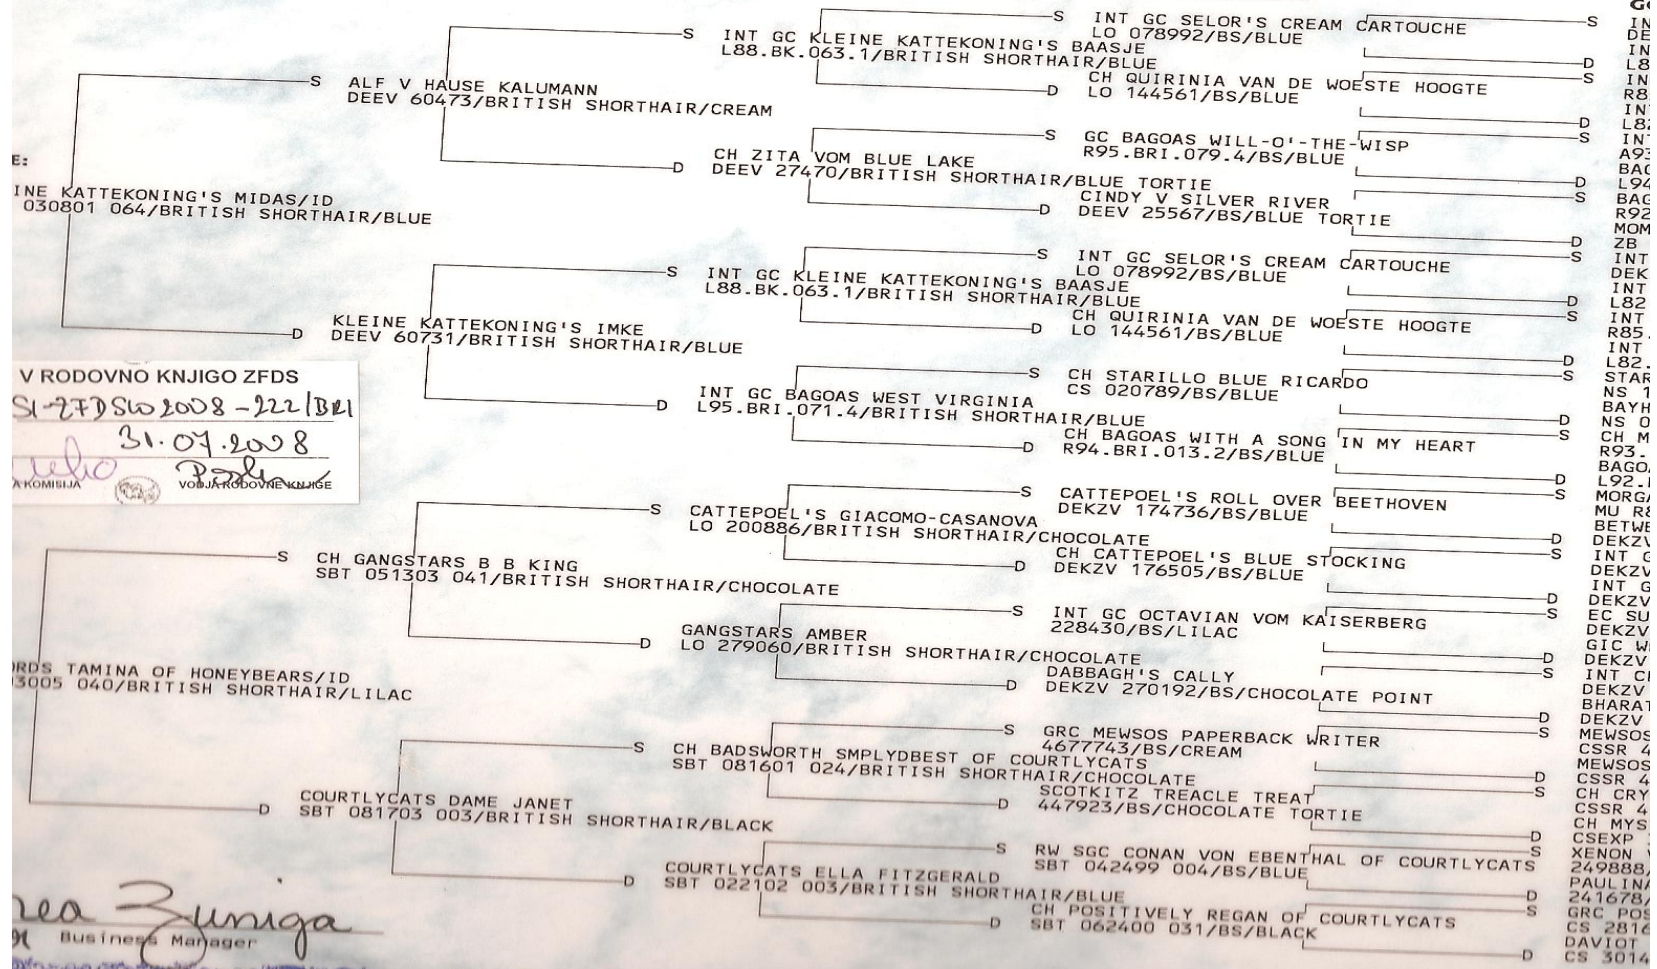 INT GC SELOR'S CREAM CARTOUCHE
LO 078992/BS/BLUE
INT GC KLEINE KATTEKONING'S BAASJE
L88.BK.063.1/BRITISH SHORTHAIR/BLUE
CH QUIRINIA VAN DE WOESTE HOOGTE
LO 144561/BS/BLUE
ALF V HAUSE KALUMANN
DEEV 60473/BRITISH SHORTHAIR/CREAM
GC BAGOAS WILL-O'-THE-WISP
R95.BRI.079.4/BS/BLUE
CH ZITA VOM BLUE LAKE
DEEV 27470/BRITISH SHORTHAIR/BLUE TORTIE
CINDY V SILVER RIVER
DEEV 25567/BS/BLUE TORTIE
E:
INE KATTEKONING'S MIDAS/ID
030801 064/BRITISH SHORTHAIR/BLUE
INT GC SELOR'S CREAM CARTOUCHE
LO 078992/BS/BLUE
INT GC KLEINE KATTEKONING'S BAASJE
L88.BK.063.1/BRITISH SHORTHAIR/BLUE
CH QUIRINIA VAN DE WOESTE HOOGTE
LO 144561/BS/BLUE
KLEINE KATTEKONING'S IMKE
DEEV 60731/BRITISH SHORTHAIR/BLUE
CH STARILLO BLUE RICARDO
CS 020789/BS/BLUE
INT GC BAGOAS WEST VIRGINIA
L95.BRI.071.4/BRITISH SHORTHAIR/BLUE
CH BAGOAS WITH A SONG IN MY HEART
R94.BRI.013.2/BS/BLUE
V RODOVNO KNJIGO ZFDS
SI-ZFDSLO 2008-222/BRI
31.07.2008
A KOMISIJA
VODJA RODOVNE KNJIGE
CATTEPOEL'S ROLL OVER BEETHOVEN
DEKZV 174736/BS/BLUE
CATTEPOEL'S GIACOMO-CASANOVA
LO 200886/BRITISH SHORTHAIR/CHOCOLATE
CH CATTEPOEL'S BLUE STOCKING
DEKZV 176505/BS/BLUE
CH GANGSTARS B B KING
SBT 051303 041/BRITISH SHORTHAIR/CHOCOLATE
INT GC OCTAVIAN VOM KAISERBERG
228430/BS/LILAC
GANGSTARS AMBER
LO 279060/BRITISH SHORTHAIR/CHOCOLATE
DABBAGH'S CALLY
DEKZV 270192/BS/CHOCOLATE POINT
RDS TAMINA OF HONEYBEARS/ID
3005 040/BRITISH SHORTHAIR/LILAC
GRC MEWSOS PAPERBACK WRITER
4677743/BS/CREAM
CH BADSWORTH SMPLYDBEST OF COURTLYCATS
SBT 081601 024/BRITISH SHORTHAIR/CHOCOLATE
SCOTKITZ TREACLE TREAT
447923/BS/CHOCOLATE TORTIE
COURTLYCATS DAME JANET
SBT 081703 003/BRITISH SHORTHAIR/BLACK
RW SGC CONAN VON EBENTHAL OF COURTLYCATS
SBT 042499 004/BS/BLUE
COURTLYCATS ELLA FITZGERALD
SBT 022102 003/BRITISH SHORTHAIR/BLUE
CH POSITIVELY REGAN OF COURTLYCATS
SBT 062400 031/BS/BLACK
rea Zuniga
Business Manager